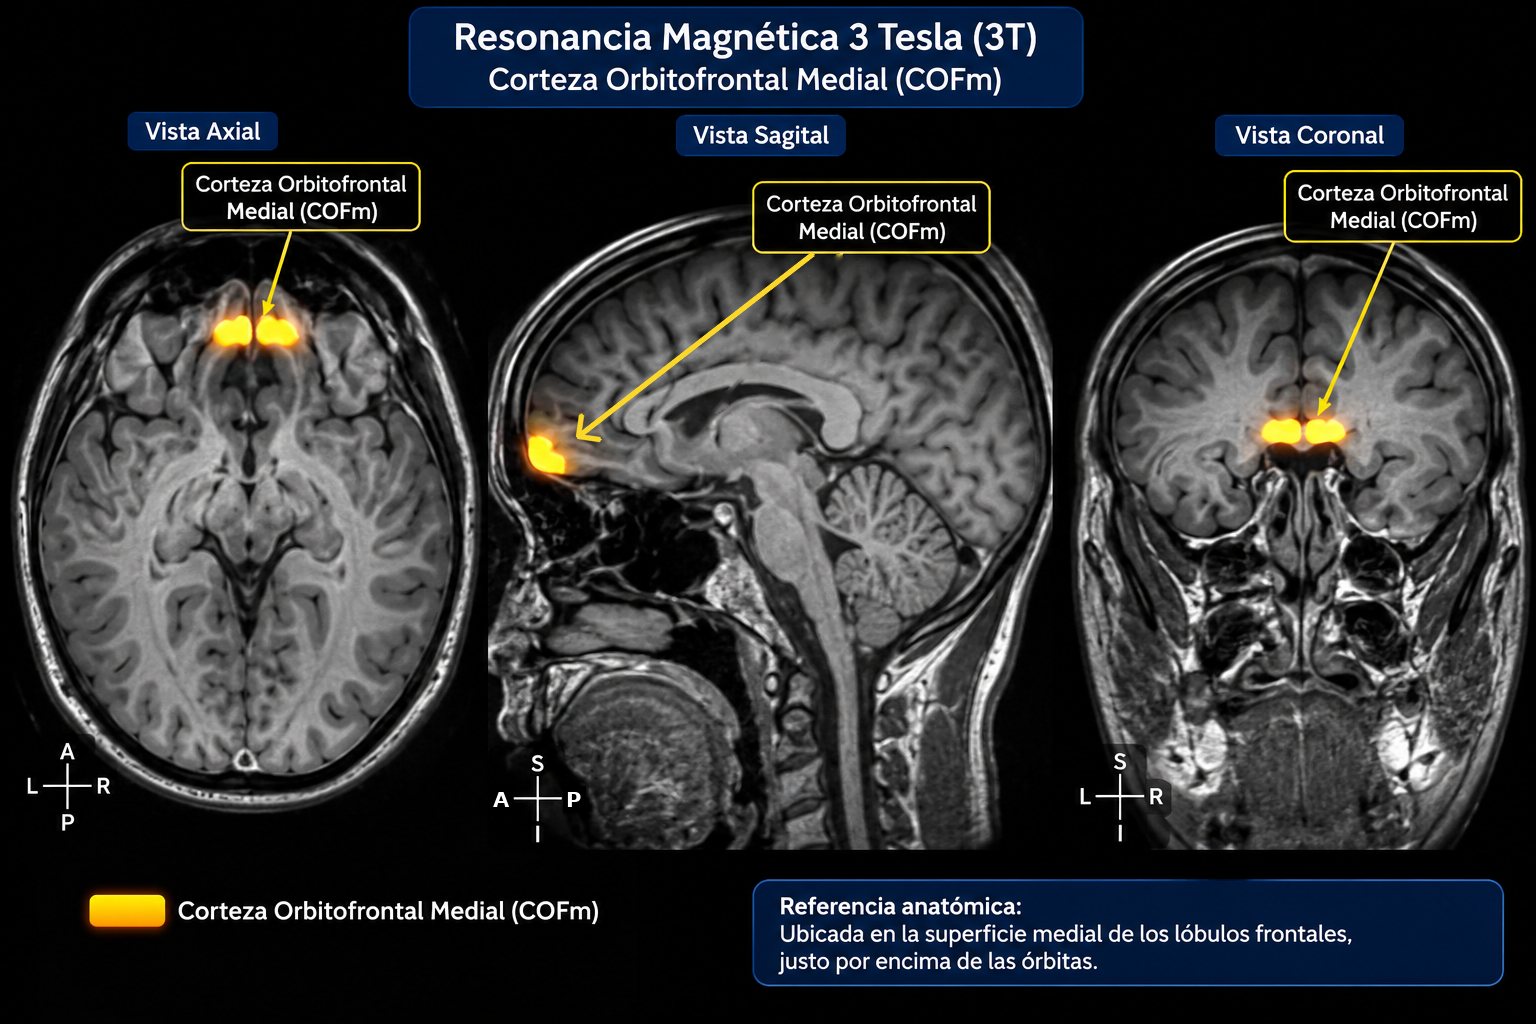 Resonancia Magnética 3 Tesla (3T)
Corteza Orbitofrontal Medial (COFm)
Vista Axial
Corteza Orbitofrontal
Medial (COFm)
A
L R
P
Vista Sagital
Corteza Orbitofrontal
Medial (COFm)
S
A P
I
Vista Coronal
Corteza Orbitofrontal
Medial (COFm)
S
L R
I
Corteza Orbitofrontal Medial (COFm)
Referencia anatómica:
Ubicada en la superficie medial de los lóbulos frontales,
justo por encima de las órbitas.